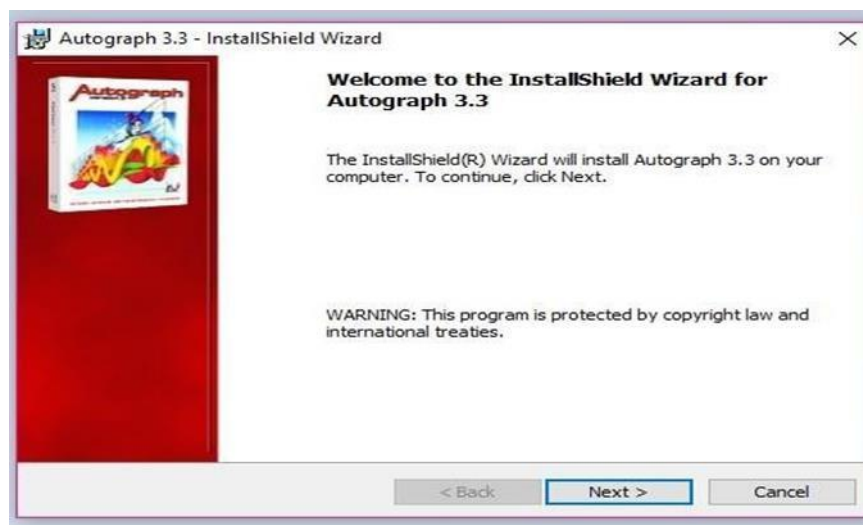 Autograph 3.3 - InstallShield Wizard
Autograph
Welcome to the InstallShield Wizard for
Autograph 3.3
The InstallShield(R) Wizard will install Autograph 3.3 on your
computer. To continue, click Next.
WARNING: This program is protected by copyright law and
international treaties.
< Back
Next >
Cancel